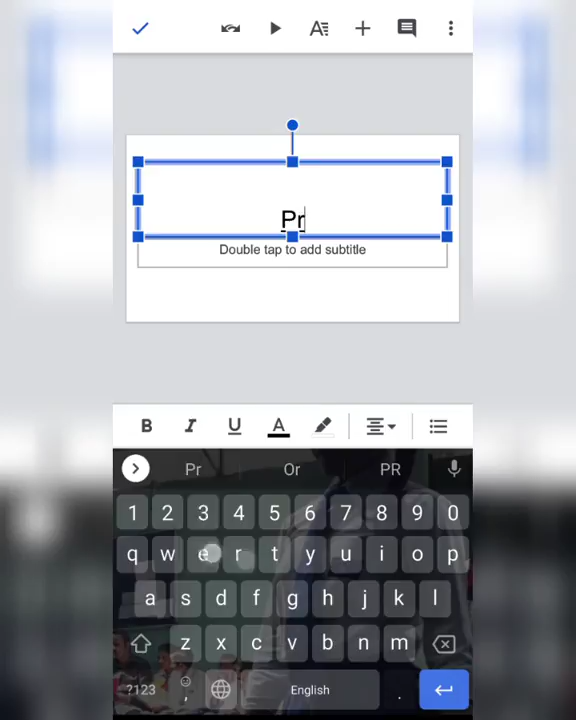 Pr
Double tap to add subtitle
B I U A
Pr Or PR
1 2 3 4 5 6 7 8 9 0
q w e r t y u i o p
a s d f g h j k l
z x c v b n m
?123 , English .